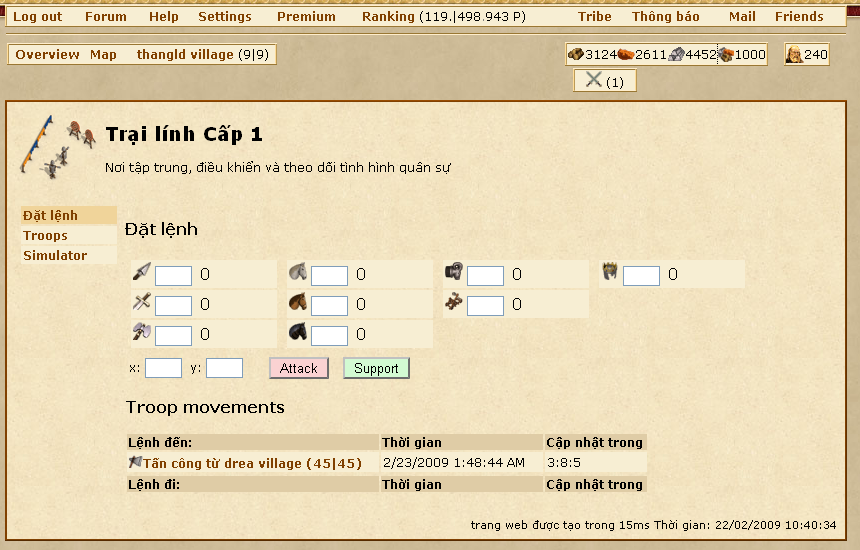 Log out Forum Help Settings Premium Ranking (119.|498.943 P) Tribe Thông báo Mail Friends
Overview Map thangld village (9|9) 3124 2611 4452 1000 240
(1)
Trại lính Cấp 1
Nơi tập trung, điều khiển và theo dõi tình hình quân sự
Đặt lệnh
Troops
Simulator
Đặt lệnh
0 0 0 0
0 0 0
0 0
x: y: Attack Support
Troop movements
Lệnh đến: Thời gian Cập nhật trong
Tấn công từ drea village (45|45) 2/23/2009 1:48:44 AM 3:8:5
Lệnh đi: Thời gian Cập nhật trong
trang web được tạo trong 15ms Thời gian: 22/02/2009 10:40:34